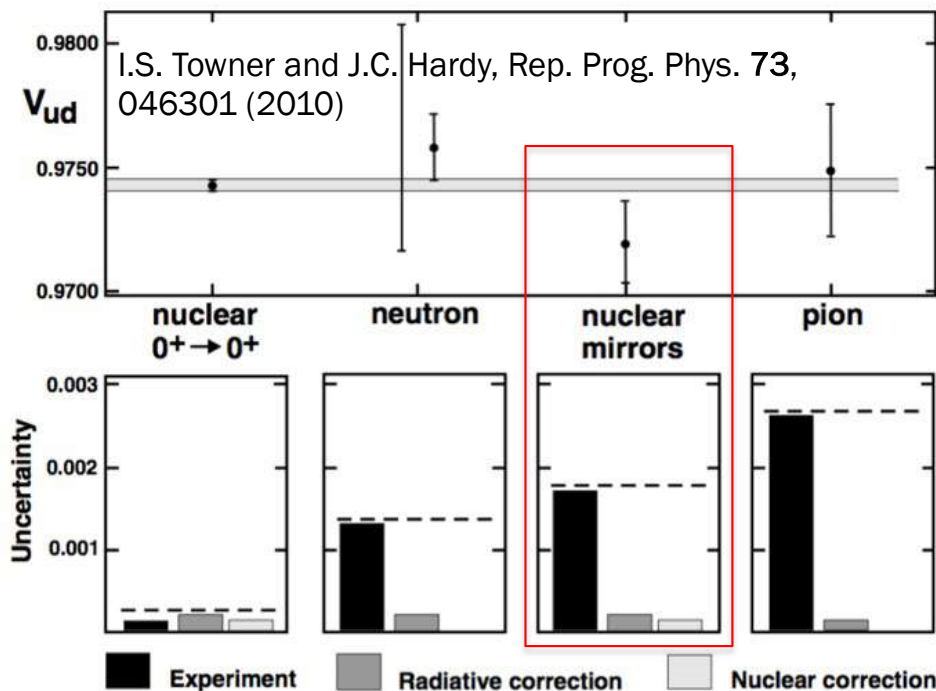 0.9800
I.S. Towner and J.C. Hardy, Rep. Prog. Phys. 73,
046301 (2010)
Vud
0.9750
0.9700
nuclear
0+→0+
neutron
nuclear
mirrors
pion
Uncertainty
0.003
0.002
0.001
Experiment
Radiative correction
Nuclear correction